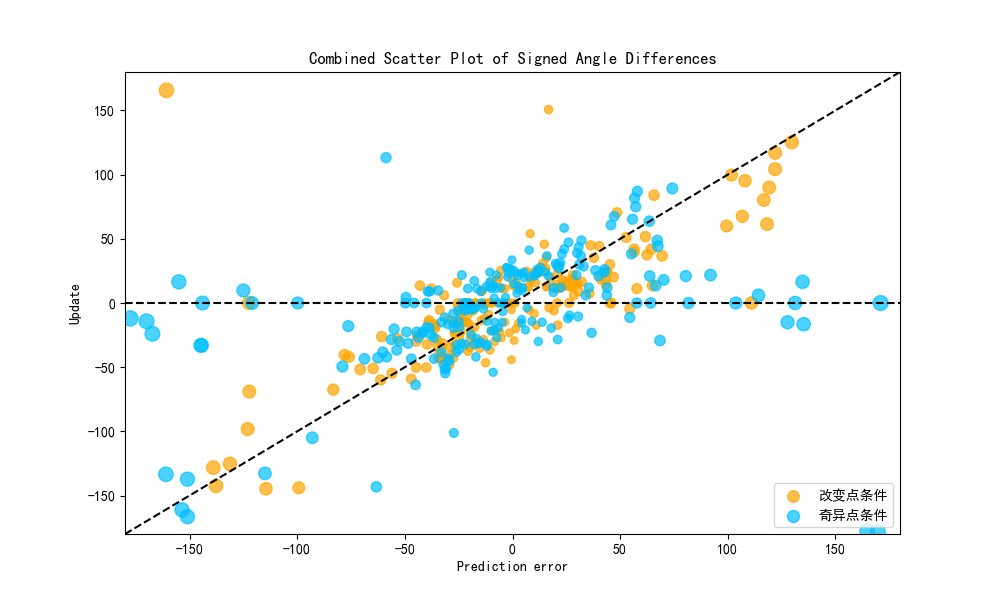 Combined Scatter Plot of Signed Angle Differences
Update
150
100
50
0
−50
−100
−150
−150
−100
−50
0
50
100
150
Prediction error
改变点条件
奇异点条件